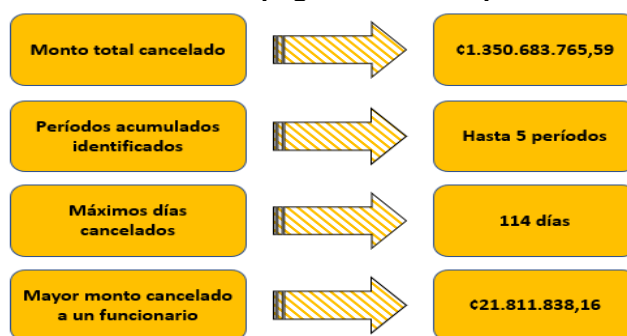 Monto total cancelado
¢1.350.683.765,59
Períodos acumulados
identificados
Hasta 5 períodos
Máximos días
cancelados
114 días
Mayor monto cancelado
a un funcionario
¢21.811.838,16